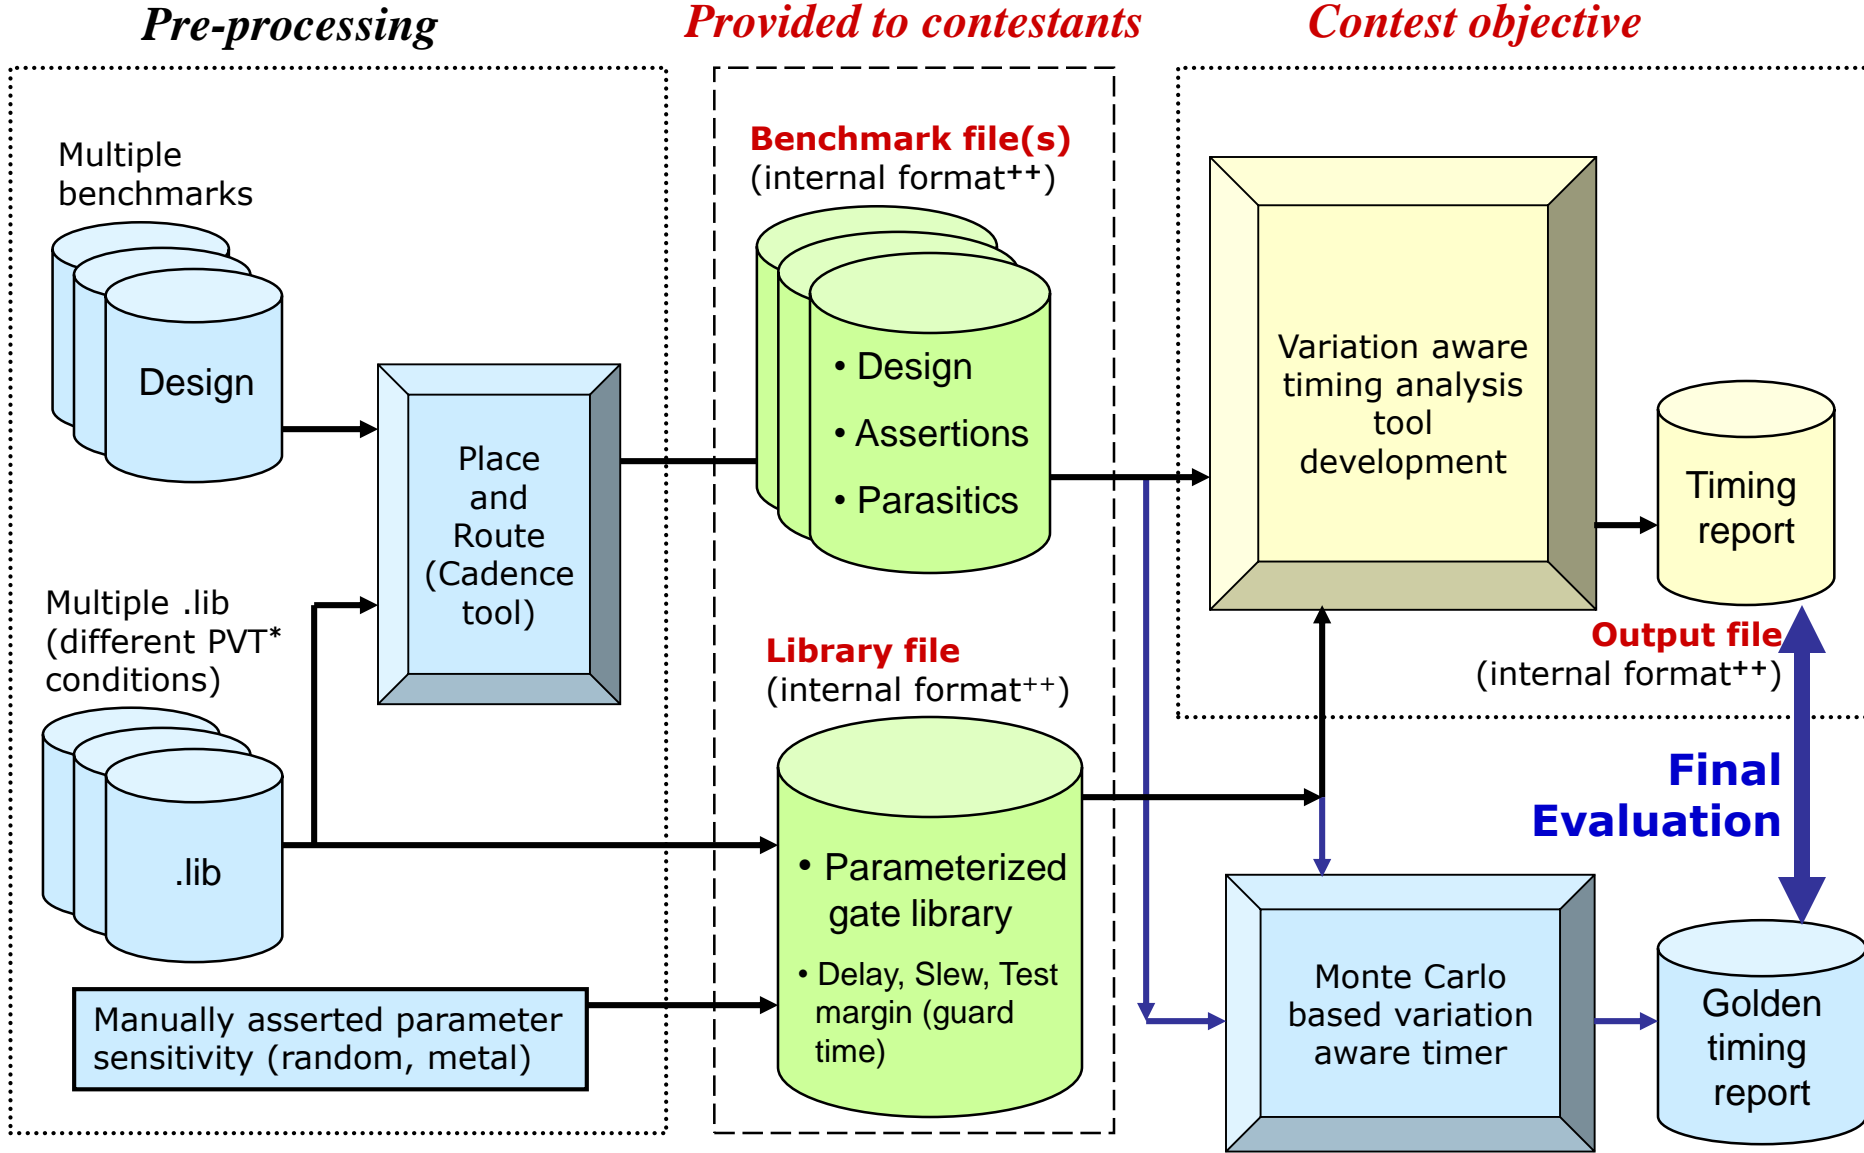 Pre-processing
Provided to contestants
Contest objective
Multiple
benchmarks
Design
Place
and
Route
(Cadence
tool)
Multiple .lib
(different PVT*
conditions)
.lib
Manually asserted parameter
sensitivity (random, metal)
Benchmark file(s)
(internal format++)
• Design
• Assertions
• Parasitics
Library file
(internal format++)
• Parameterized
gate library
• Delay, Slew, Test
margin (guard
time)
Variation aware
timing analysis
tool
development
Timing
report
Output file
(internal format++)
Final
Evaluation
Monte Carlo
based variation
aware timer
Golden
timing
report